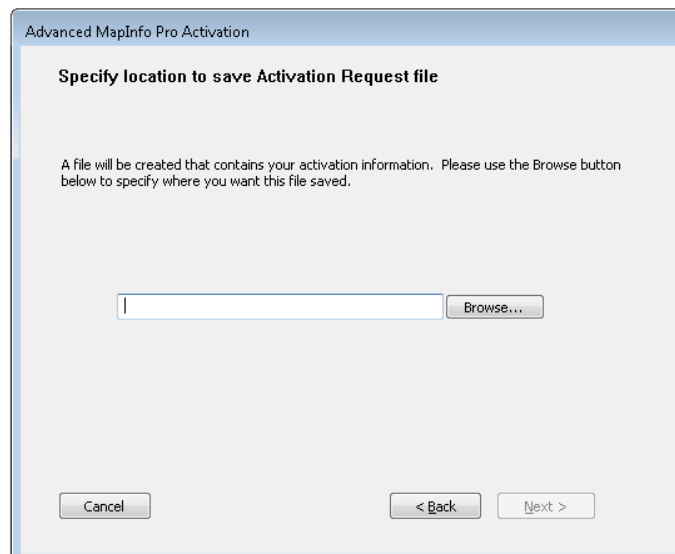 Advanced MapInfo Pro Activation
Specify location to save Activation Request file
A file will be created that contains your activation information.  Please use the Browse button
below to specify where you want this file saved.
Browse...
Cancel
< Back
Next >